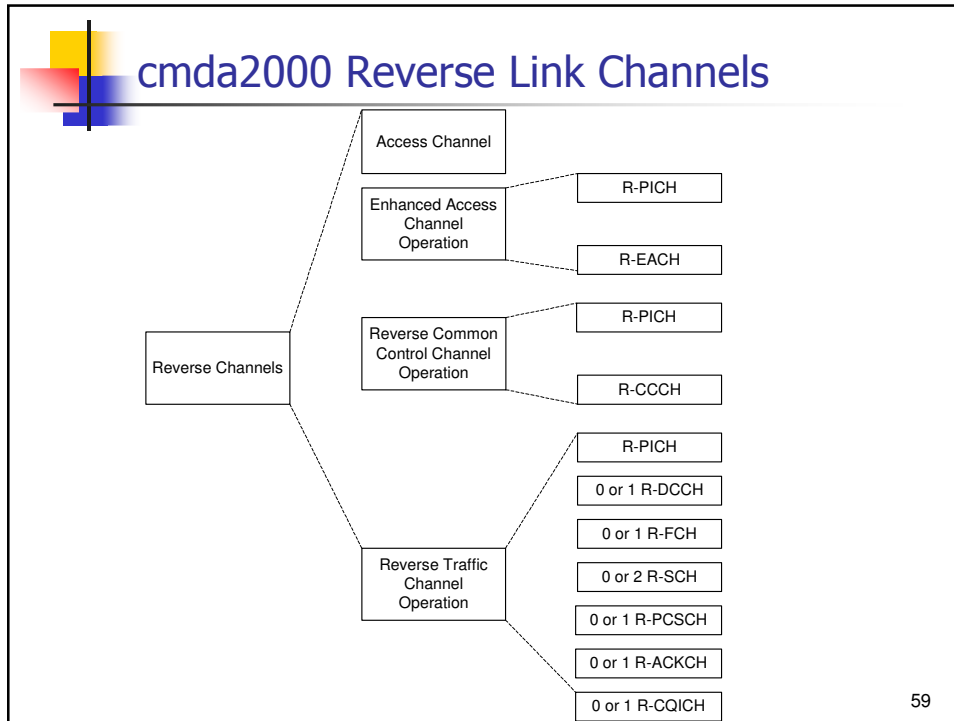 cmda2000 Reverse Link Channels
Access Channel
Enhanced Access
Channel
Operation
R-PICH
R-EACH
Reverse Channels
Reverse Common
Control Channel
Operation
R-PICH
R-CCCH
Reverse Traffic
Channel
Operation
R-PICH
0 or 1 R-DCCH
0 or 1 R-FCH
0 or 2 R-SCH
0 or 1 R-PCSCH
0 or 1 R-ACKCH
0 or 1 R-CQICH
59